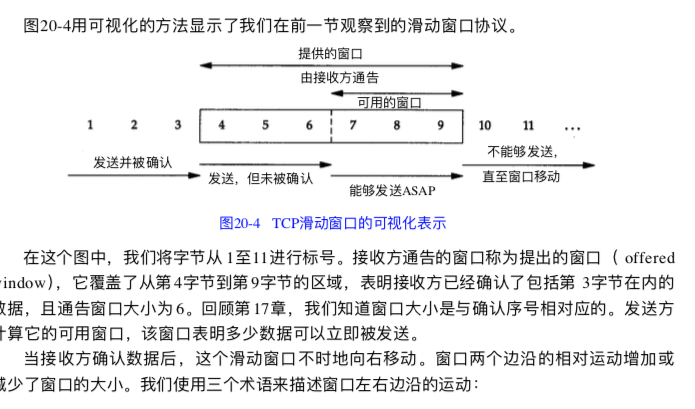 图20-4用可视化的方法显示了我们在前一节观察到的滑动窗口协议。
提供的窗口
由接收方通告
可用的窗口
1 2 3 4 5 6 7 8 9 10 11 ...
发送并被确认
发送，但未被确认
能够发送ASAP
不能够发送，
直至窗口移动
图20-4 TCP滑动窗口的可视化表示
在这个图中，我们将字节从 1至11进行标号。接收方通告的窗口称为提出的窗口（ offered
indow），它覆盖了从第4字节到第9字节的区域，表明接收方已经确认了包括第 3字节在内的
数据，且通告窗口大小为6。回顾第17章，我们知道窗口大小是与确认序号相对应的。发送方
计算它的可用窗口，该窗口表明多少数据可以立即被发送。
当接收方确认数据后，这个滑动窗口不时地向右移动。窗口两个边沿的相对运动增加或
减少了窗口的大小。我们使用三个术语来描述窗口左右边沿的运动：